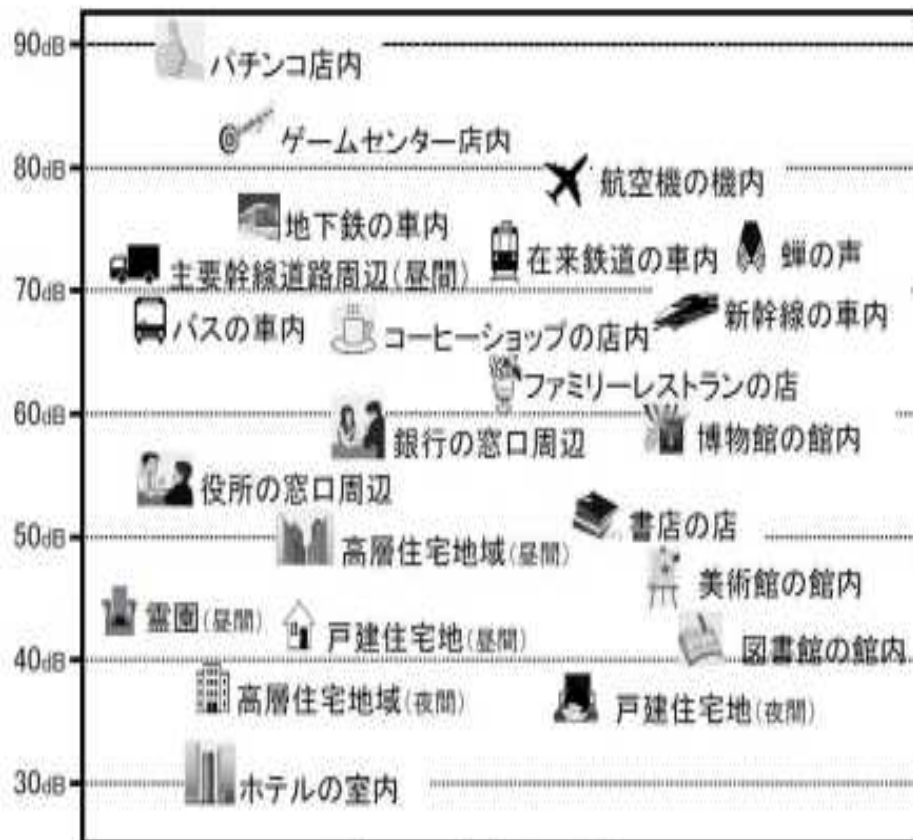 90dB
パチンコ店内
ゲームセンター店内
80dB
航空機の機内
地下鉄の車内
在来鉄道の車内
蝉の声
主要幹線道路周辺(昼間)
70dB
バスの車内
コーヒーショップの店内
新幹線の車内
ファミリーレストランの店
60dB
銀行の窓口周辺
博物館の館内
役所の窓口周辺
書店の店
50dB
高層住宅地域(昼間)
美術館の館内
霊園(昼間)
戸建住宅地(昼間)
図書館の館内
40dB
高層住宅地域(夜間)
戸建住宅地(夜間)
30dB
ホテルの室内